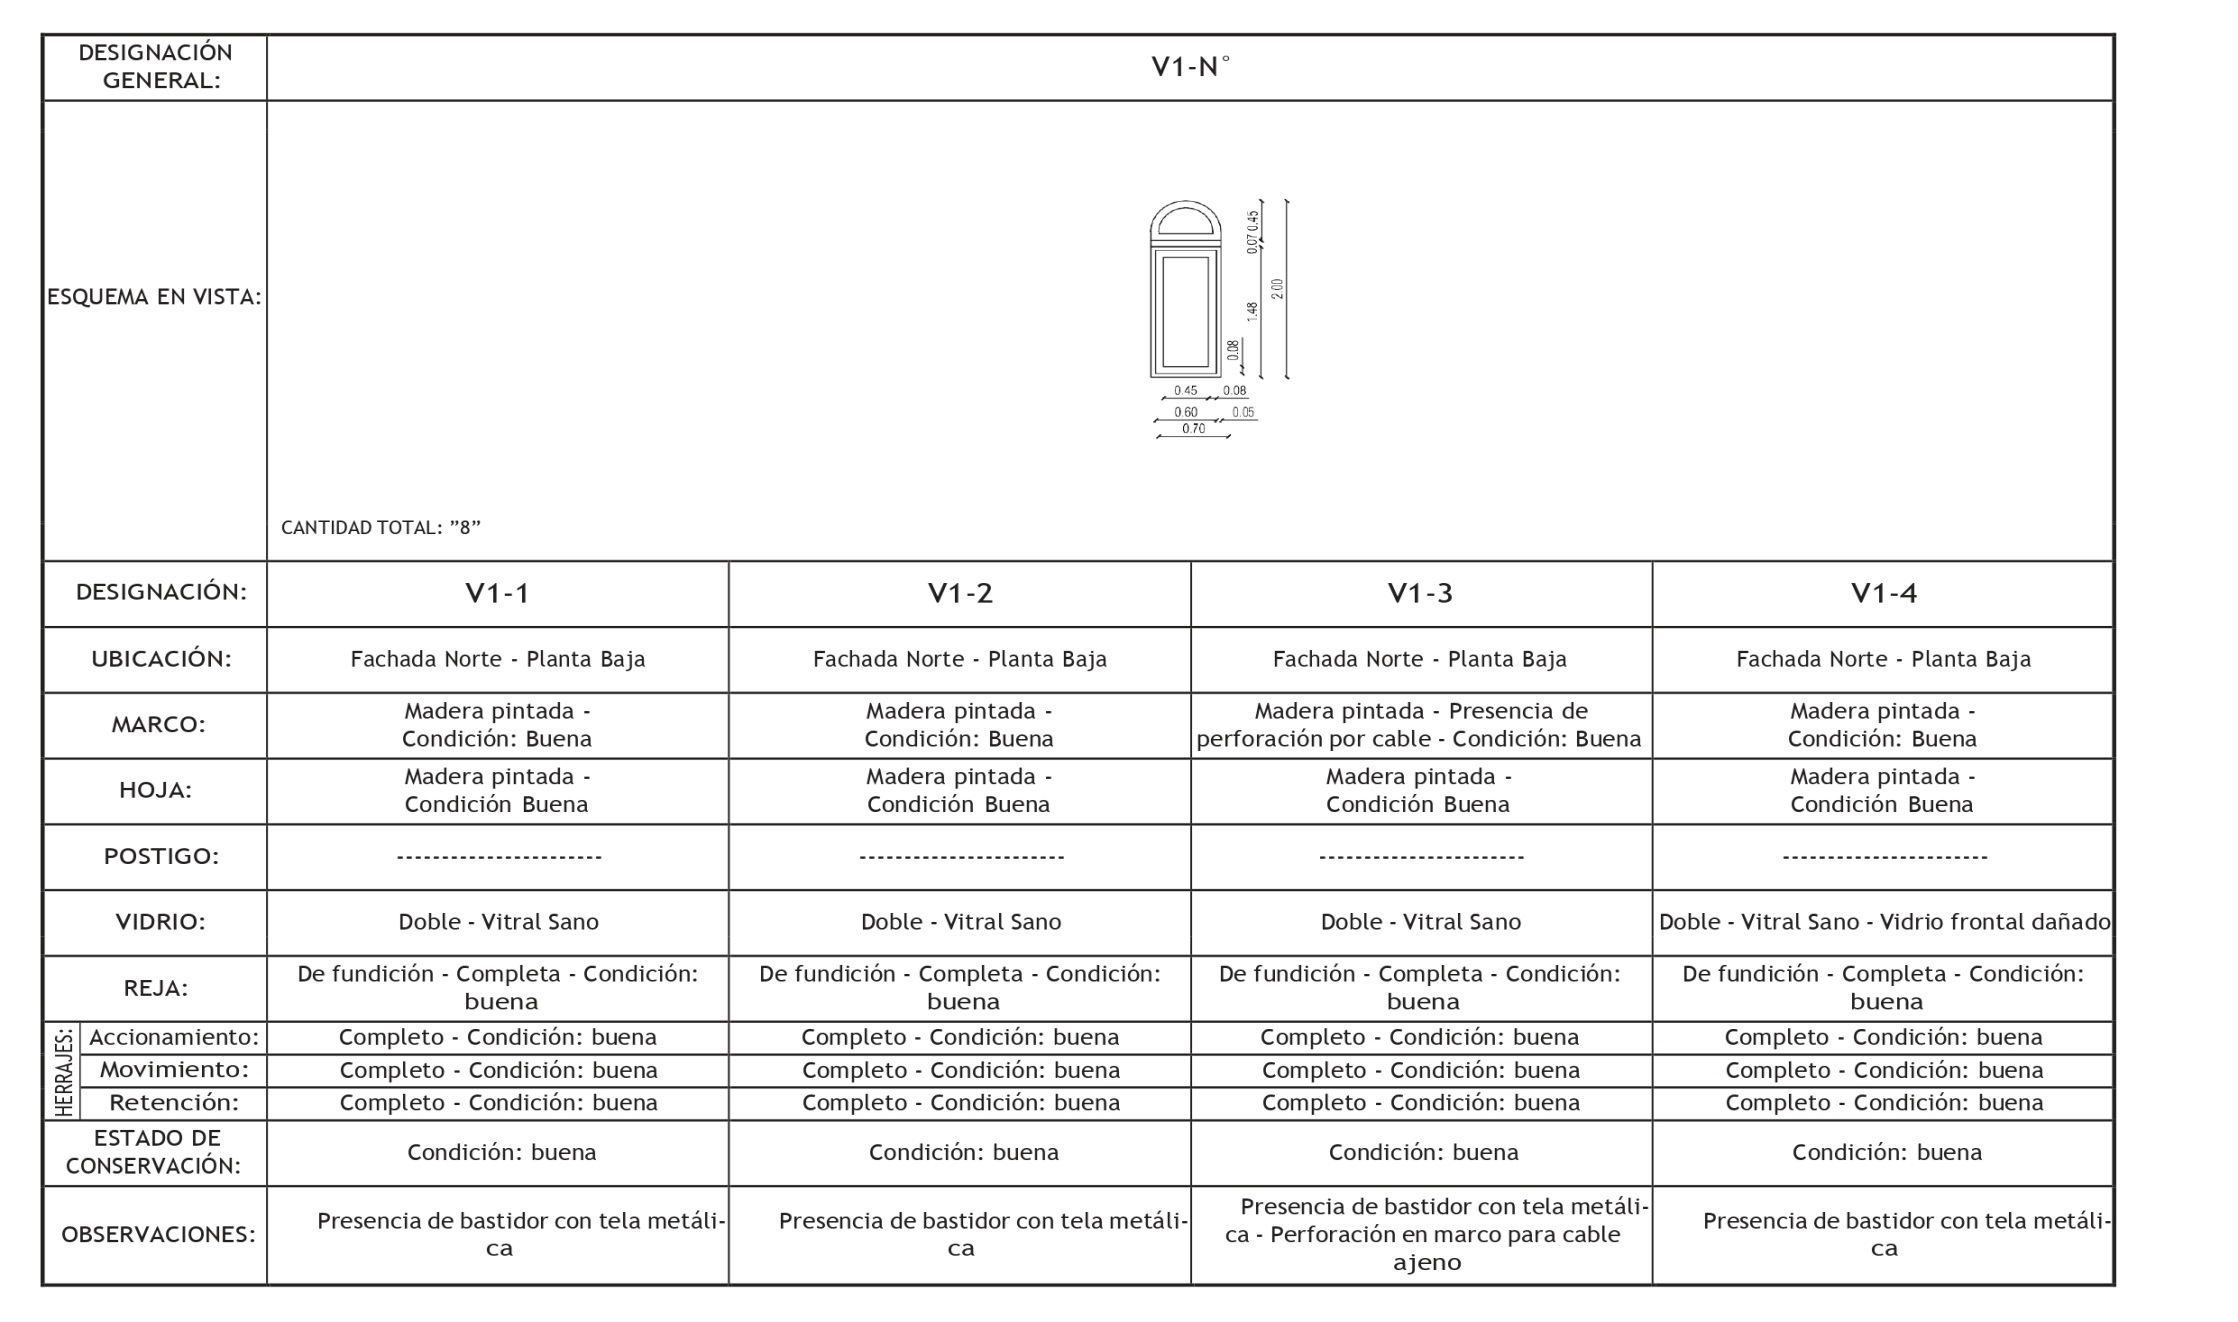 DESIGNACIÓN
GENERAL:
V1-N°
ESQUEMA EN VISTA:
0.07 0.45
1.48
2.00
0.08
0.45
0.08
0.60
0.05
0.70
CANTIDAD TOTAL: ”8”
DESIGNACIÓN:
V1-1
V1-2
V1-3
V1-4
UBICACIÓN:
Fachada Norte - Planta Baja
Fachada Norte - Planta Baja
Fachada Norte - Planta Baja
Fachada Norte - Planta Baja
MARCO:
Madera pintada -
Condición: Buena
Madera pintada -
Condición: Buena
Madera pintada - Presencia de
perforación por cable - Condición: Buena
Madera pintada -
Condición: Buena
HOJA:
Madera pintada -
Condición Buena
Madera pintada -
Condición Buena
Madera pintada -
Condición Buena
Madera pintada -
Condición Buena
POSTIGO:
-----------------------
-----------------------
-----------------------
-----------------------
VIDRIO:
Doble - Vitral Sano
Doble - Vitral Sano
Doble - Vitral Sano
Doble - Vitral Sano - Vidrio frontal dañado
REJA:
De fundición - Completa - Condición:
buena
De fundición - Completa - Condición:
buena
De fundición - Completa - Condición:
buena
De fundición - Completa - Condición:
buena
HERRAJES:
Accionamiento:
Completo - Condición: buena
Completo - Condición: buena
Completo - Condición: buena
Completo - Condición: buena
Movimiento:
Completo - Condición: buena
Completo - Condición: buena
Completo - Condición: buena
Completo - Condición: buena
Retención:
Completo - Condición: buena
Completo - Condición: buena
Completo - Condición: buena
Completo - Condición: buena
ESTADO DE
CONSERVACIÓN:
Condición: buena
Condición: buena
Condición: buena
Condición: buena
OBSERVACIONES:
Presencia de bastidor con tela metáli-
ca
Presencia de bastidor con tela metáli-
ca
Presencia de bastidor con tela metáli-
ca - Perforación en marco para cable
ajeno
Presencia de bastidor con tela metáli-
ca